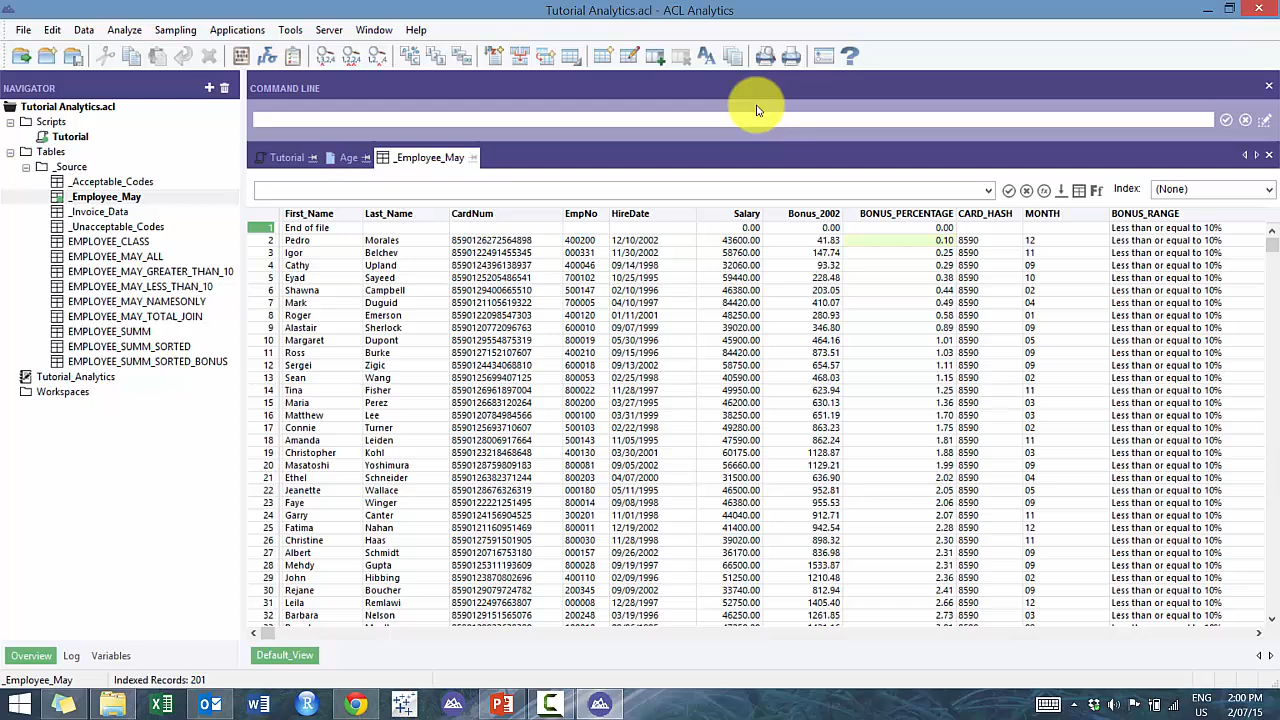 Tutorial Analytics.acl - ACL Analytics
File Edit Data Analyze Sampling Applications Tools Server Window Help
NAVIGATOR
COMMAND LINE
Tutorial Analytics.acl
Scripts
Tutorial
Tables
_Source
_Acceptable_Codes
_Employee_May
_Invoice_Data
_Unacceptable_Codes
EMPLOYEE_CLASS
EMPLOYEE_MAY_ALL
EMPLOYEE_MAY_GREATER_THAN_10
EMPLOYEE_MAY_LESS_THAN_10
EMPLOYEE_MAY_NAMESONLY
EMPLOYEE_MAY_TOTAL_JOIN
EMPLOYEE_SUMM
EMPLOYEE_SUMM_SORTED
EMPLOYEE_SUMM_SORTED_BONUS
Tutorial_Analytics
Workspaces
Tutorial Age _Employee_May
Index: (None)
First_Name Last_Name CardNum EmpNo HireDate Salary Bonus_2002 BONUS_PERCENTAGE CARD_HASH MONTH BONUS_RANGE
1 End of file 0.00 0.00 0.00 Less than or equal to 10%
2 Pedro Morales 8590126272564898 400200 12/10/2002 43600.00 41.83 0.10 8590 12 Less than or equal to 10%
3 Igor Belchev 8590122491455345 000351 11/30/2002 58760.00 147.74 0.25 8590 11 Less than or equal to 10%
4 Cathy Upland 8590124396138937 400046 09/14/1998 32060.00 93.32 0.29 8590 09 Less than or equal to 10%
5 Eyad Sayeed 8590125205486541 700102 10/25/1995 59440.00 228.48 0.38 8590 10 Less than or equal to 10%
6 Shawna Campbell 8590129400665510 500147 02/10/1996 46380.00 203.05 0.44 8590 02 Less than or equal to 10%
7 Mark Duguid 8590121105619322 700005 04/10/1997 84420.00 410.07 0.49 8590 04 Less than or equal to 10%
8 Roger Emerson 8590122098547303 400120 01/11/2001 48250.00 280.93 0.58 8590 01 Less than or equal to 10%
9 Alastair Sherlock 8590120772096563 600010 09/07/1999 39020.00 346.80 0.89 8590 09 Less than or equal to 10%
10 Margaret Dupont 8590129554875319 800019 05/30/1996 45900.00 464.16 1.01 8590 05 Less than or equal to 10%
11 Ross Burke 8590127152107607 400210 09/15/1996 84420.00 873.51 1.03 8590 09 Less than or equal to 10%
12 Sergei Zigic 8590124434068810 600018 09/13/2002 58750.00 654.57 1.11 8590 09 Less than or equal to 10%
13 Sean Wang 8590125699407125 800053 02/25/1998 40590.00 468.03 1.15 8590 02 Less than or equal to 10%
14 Tina Fisher 8590126961897004 800022 11/28/1997 49950.00 623.94 1.25 8590 11 Less than or equal to 10%
15 Maria Perez 8590126683120264 800200 03/27/1995 46200.00 630.13 1.36 8590 03 Less than or equal to 10%
16 Matthew Lee 8590120784984566 000100 03/31/1999 38250.00 651.19 1.70 8590 03 Less than or equal to 10%
17 Connie Turner 8590125693710607 500103 02/22/1998 49280.00 863.23 1.75 8590 02 Less than or equal to 10%
18 Amanda Leiden 8590128006917664 500143 11/05/1995 47590.00 862.24 1.81 8590 11 Less than or equal to 10%
19 Christopher Kohl 8590123218468648 400130 03/30/2001 60175.00 1128.87 1.88 8590 03 Less than or equal to 10%
20 Masatoshi Yoshimura 8590128759809183 800081 09/05/2002 56660.00 1129.21 1.99 8590 09 Less than or equal to 10%
21 Ethel Schneider 8590126382371244 800203 04/07/2000 31500.00 636.90 2.02 8590 04 Less than or equal to 10%
22 Jeanette Wallace 8590128676326319 000180 05/11/1995 46500.00 952.81 2.05 8590 05 Less than or equal to 10%
23 Faye Winger 8590122221251495 800014 09/08/1998 46380.00 955.53 2.06 8590 09 Less than or equal to 10%
24 Garry Canter 8590124156904525 300201 11/01/1998 44040.00 912.71 2.07 8590 11 Less than or equal to 10%
25 Fatima Nahan 8590121160951469 800011 12/19/2002 41400.00 942.54 2.28 8590 12 Less than or equal to 10%
26 Christine Haas 8590127591501905 800030 11/28/1998 39020.00 898.32 2.30 8590 11 Less than or equal to 10%
27 Albert Schmidt 8590120716753180 000157 09/26/2002 36170.00 836.98 2.31 8590 09 Less than or equal to 10%
28 Mehdy Gupta 8590125311193609 800028 09/19/1997 66500.00 1533.87 2.31 8590 09 Less than or equal to 10%
29 John Hibbing 8590123870802696 400110 02/09/1996 51250.00 1210.48 2.36 8590 02 Less than or equal to 10%
30 Rejane Boucher 8590129079724782 200345 09/09/1998 33740.00 812.94 2.41 8590 09 Less than or equal to 10%
31 Leila Remlawi 8590122497663807 000008 12/28/1997 52750.00 1405.40 2.66 8590 12 Less than or equal to 10%
32 Barbara Nelson 8590129151565076 200248 03/19/1996 46250.00 1261.75 2.73 8590 03 Less than or equal to 10%
Overview Log Variables
Default_View
_Employee_May Indexed Records: 201
ENG 2:00 PM
US 2/07/15